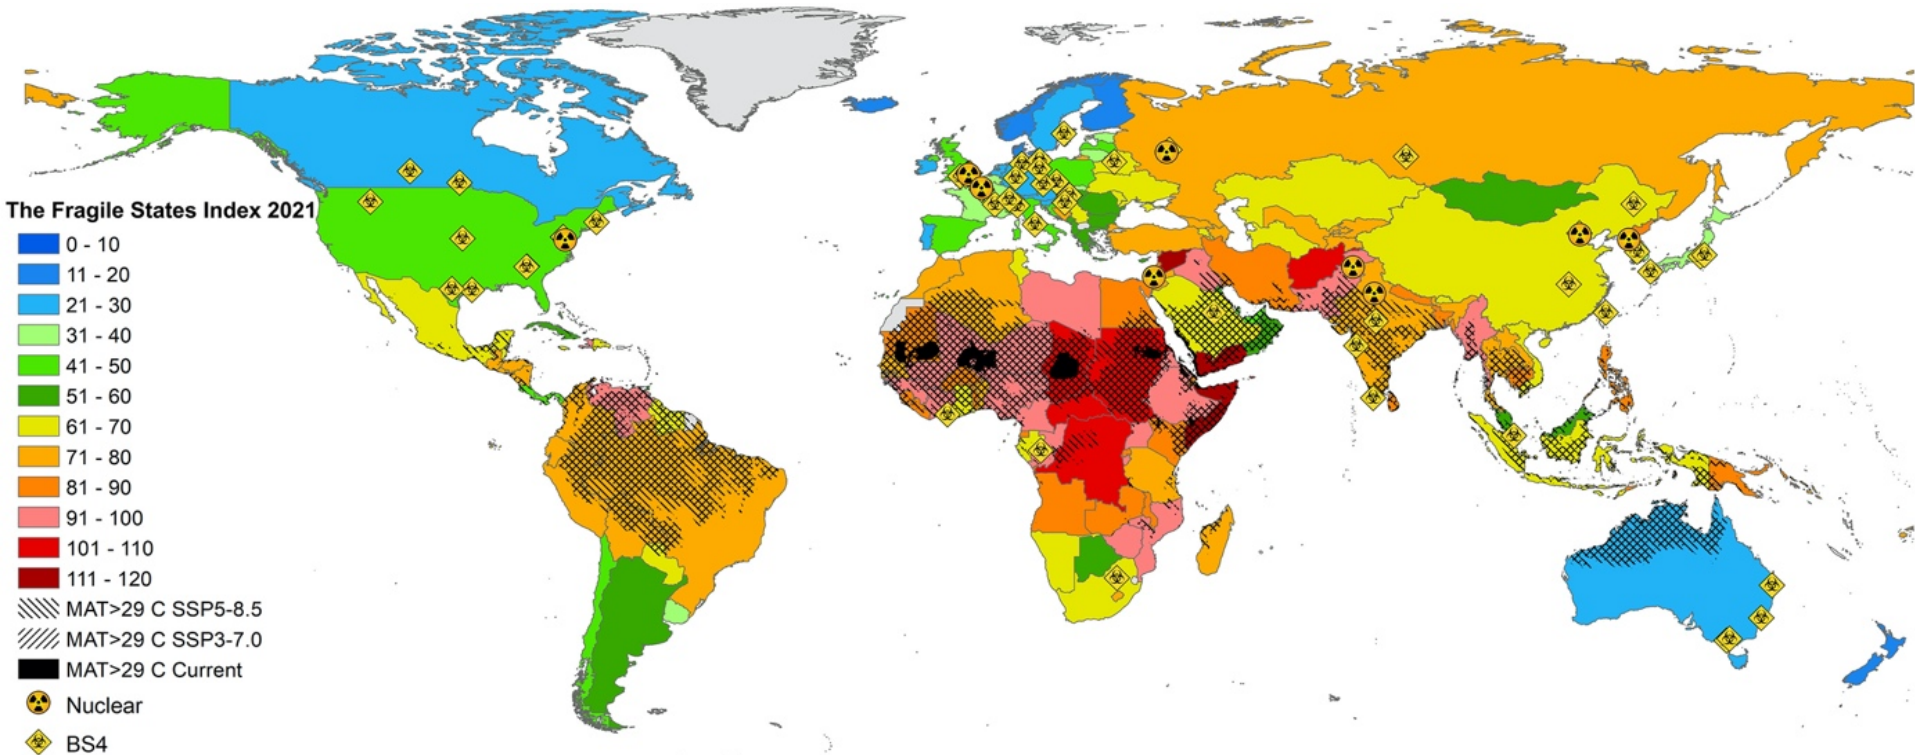 The Fragile States Index 2021
0 - 10
11 - 20
21 - 30
31 - 40
41 - 50
51 - 60
61 - 70
71 - 80
81 - 90
91 - 100
101 - 110
111 - 120
MAT>29 C SSP5-8.5
MAT>29 C SSP3-7.0
MAT>29 C Current
Nuclear
BS4